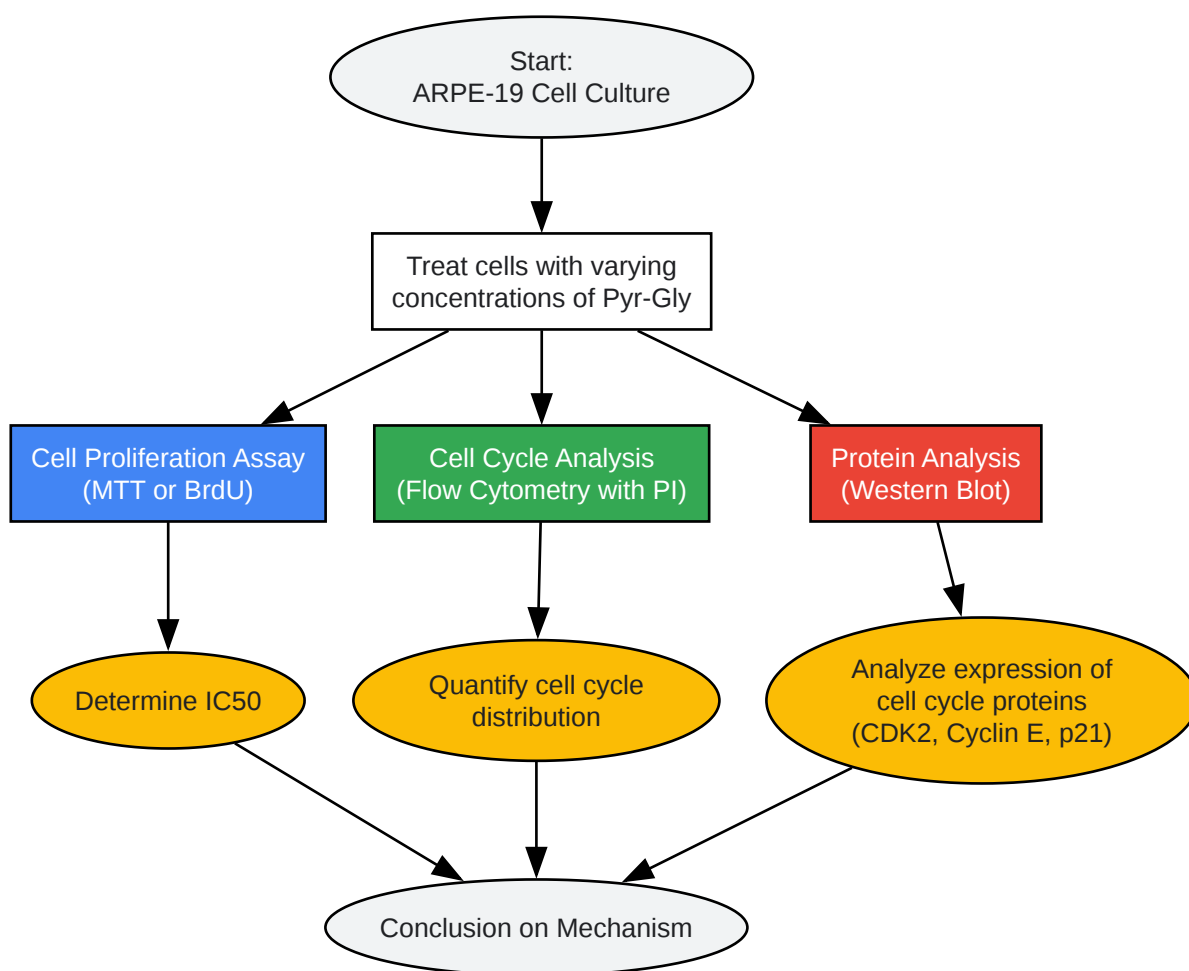 Start:
ARPE-19 Cell Culture
Treat cells with varying
concentrations of Pyr-Gly
Cell Proliferation Assay
(MTT or BrdU)
Cell Cycle Analysis
(Flow Cytometry with PI)
Protein Analysis
(Western Blot)
Determine IC50
Quantify cell cycle
distribution
Analyze expression of
cell cycle proteins
(CDK2, Cyclin E, p21)
Conclusion on Mechanism